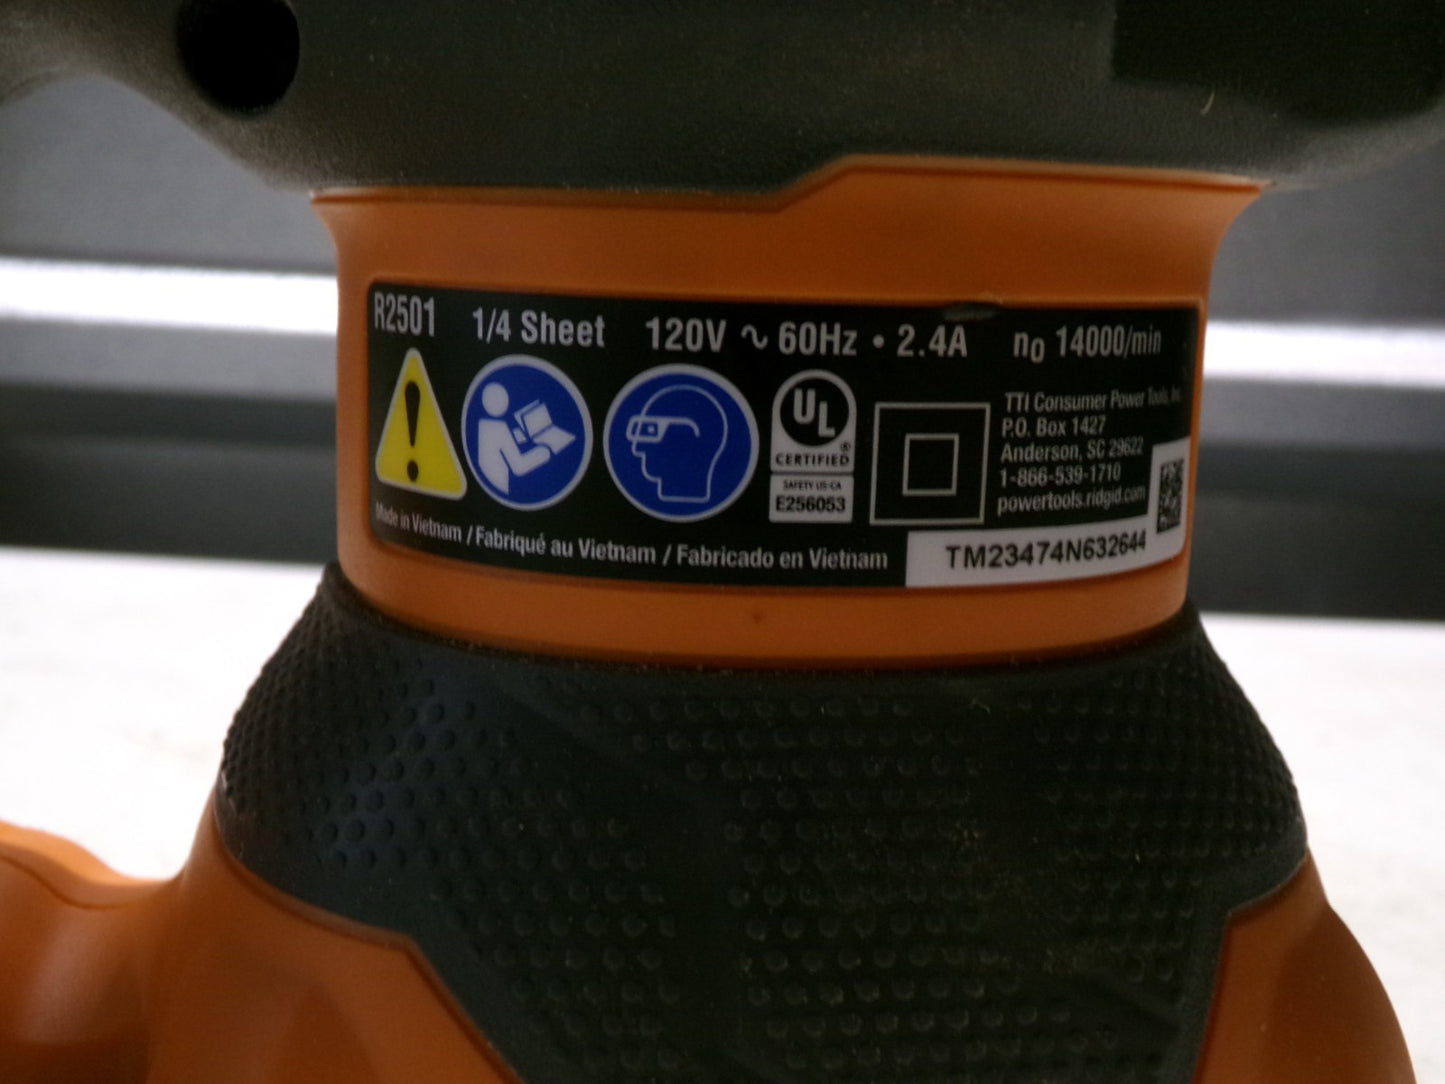 R2501 1/4 Sheet 120V ∿ 60Hz • 2.4A n₀ 14000/min
UL
®
CERTIFIED
SAFETY US-CA
E256053
TTI Consumer Power Tools, Inc.
P.O. Box 1427
Anderson, SC 29622
1-866-539-1710
powertools.ridgid.com
Made in Vietnam / Fabriqué au Vietnam / Fabricado en Vietnam
TM23474N632644